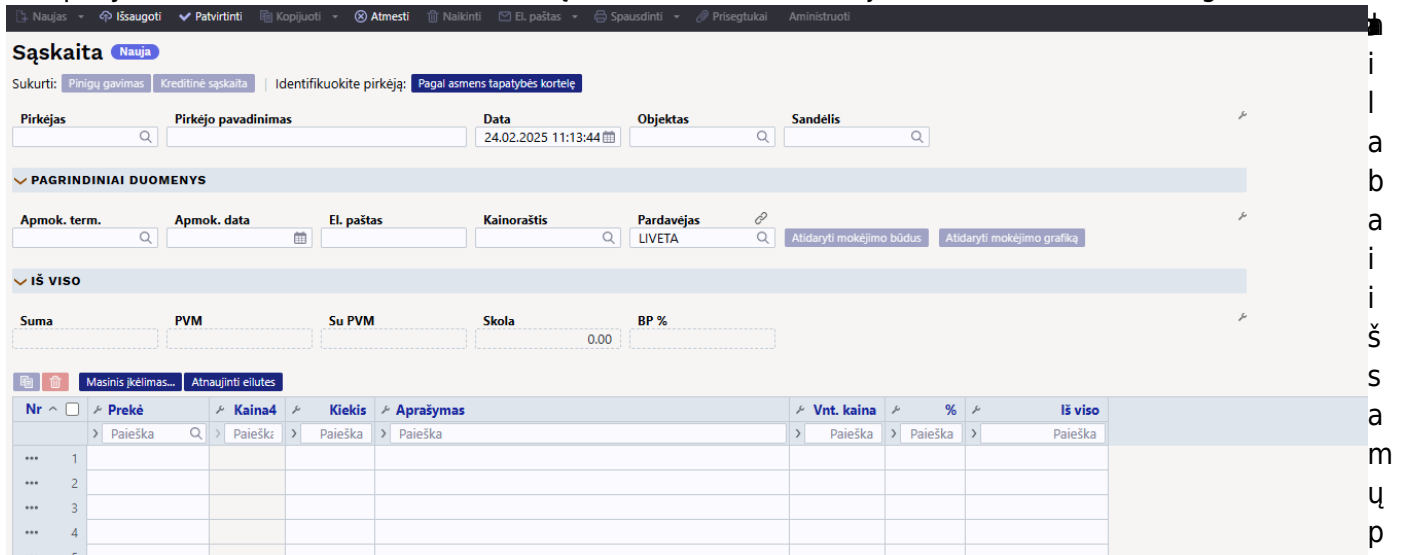 Naujas Išsaugoti Patvirtinti Kopijuoti Atmesti Naikinti El. paštas Spausdinti Prisegtukai Administruoti
Sąskaita Nauja
Sukurti: Pinigų gavimas Kreditinė sąskaita | Identifikuokite pirkėją: Pagal asmens tapatybės kortelę
Pirkėjas Pirkėjo pavadinimas Data Objektas Sandėlis
24.02.2025 11:13:44
PAGRINDINIAI DUOMENYS
Apmok. term. Apmok. data El. paštas Kainoraštis Pardavėjas
LIVETA Atidaryti mokėjimo būdus Atidaryti mokėjimo grafiką
IŠ VISO
Suma PVM Su PVM Skola BP %
0.00
Masinis įkėlimas... Atnaujinti eilutes
Nr Prekė Kaina4 Kiekis Aprašymas Vnt. kaina % Iš viso
Paieška Paieška Paieška Paieška Paieška Paieška Paieška
1
2
3
4
i
l
a
b
a
i
i
š
s
a
m
ų
p